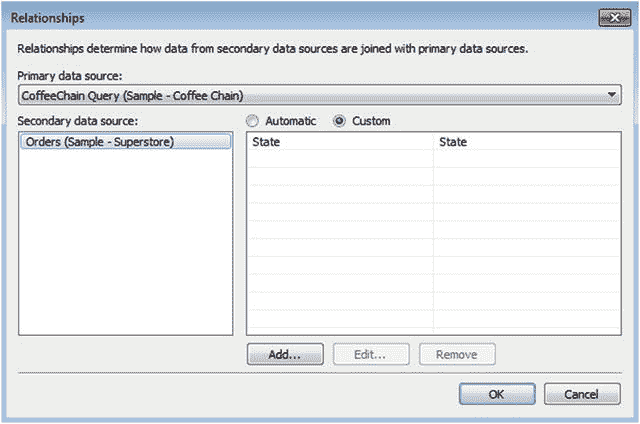 Relationships
Relationships determine how data from secondary data sources are joined with primary data sources.
Primary data source:
CoffeeChain Query (Sample - Coffee Chain)
Secondary data source:
Automatic Custom
Orders (Sample - Superstore)
State State
Add... Edit... Remove
OK Cancel